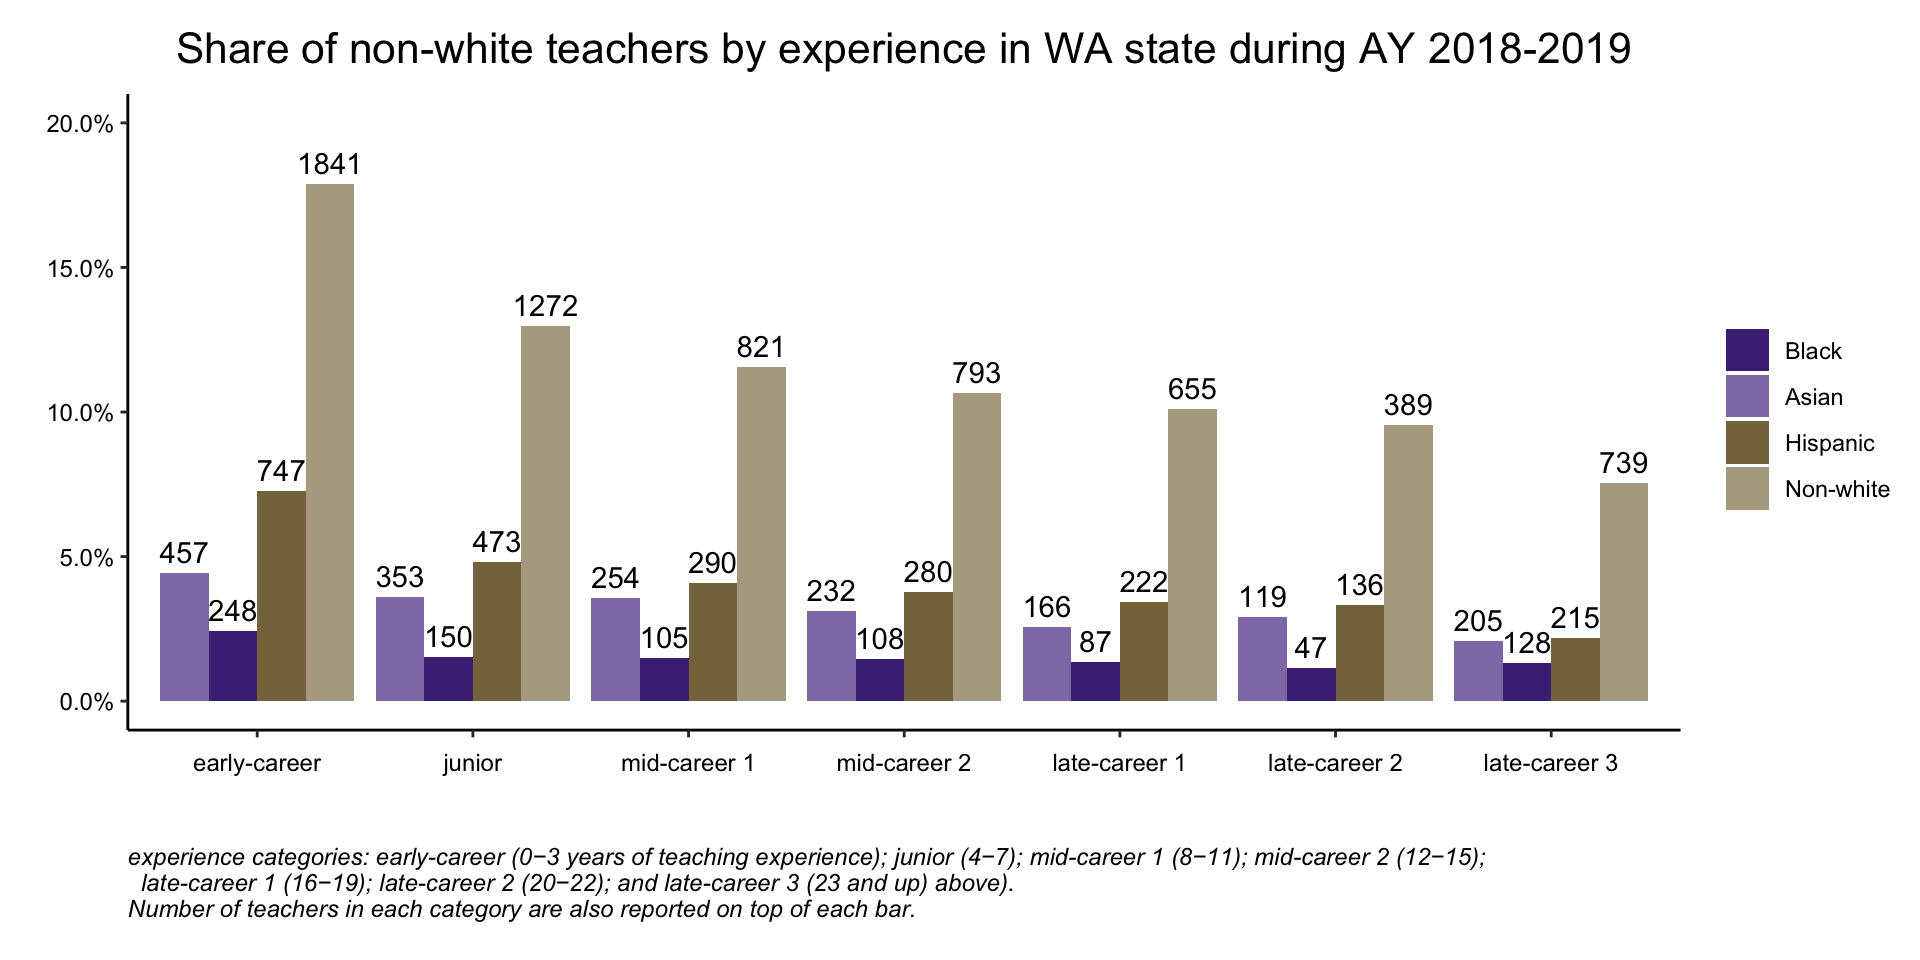 Share of non-white teachers by experience in WA state during AY 2018-2019
20.0%
15.0%
10.0%
5.0%
0.0%
457
248
747
1841
353
150
473
1272
254
105
290
821
232
108
280
793
166
87
222
655
119
47
136
389
205
128
215
739
early-career
junior
mid-career 1
mid-career 2
late-career 1
late-career 2
late-career 3
Black
Asian
Hispanic
Non-white
experience categories: early-career (0−3 years of teaching experience); junior (4−7); mid-career 1 (8−11); mid-career 2 (12−15);
late-career 1 (16−19); late-career 2 (20−22); and late-career 3 (23 and up) above).
Number of teachers in each category are also reported on top of each bar.